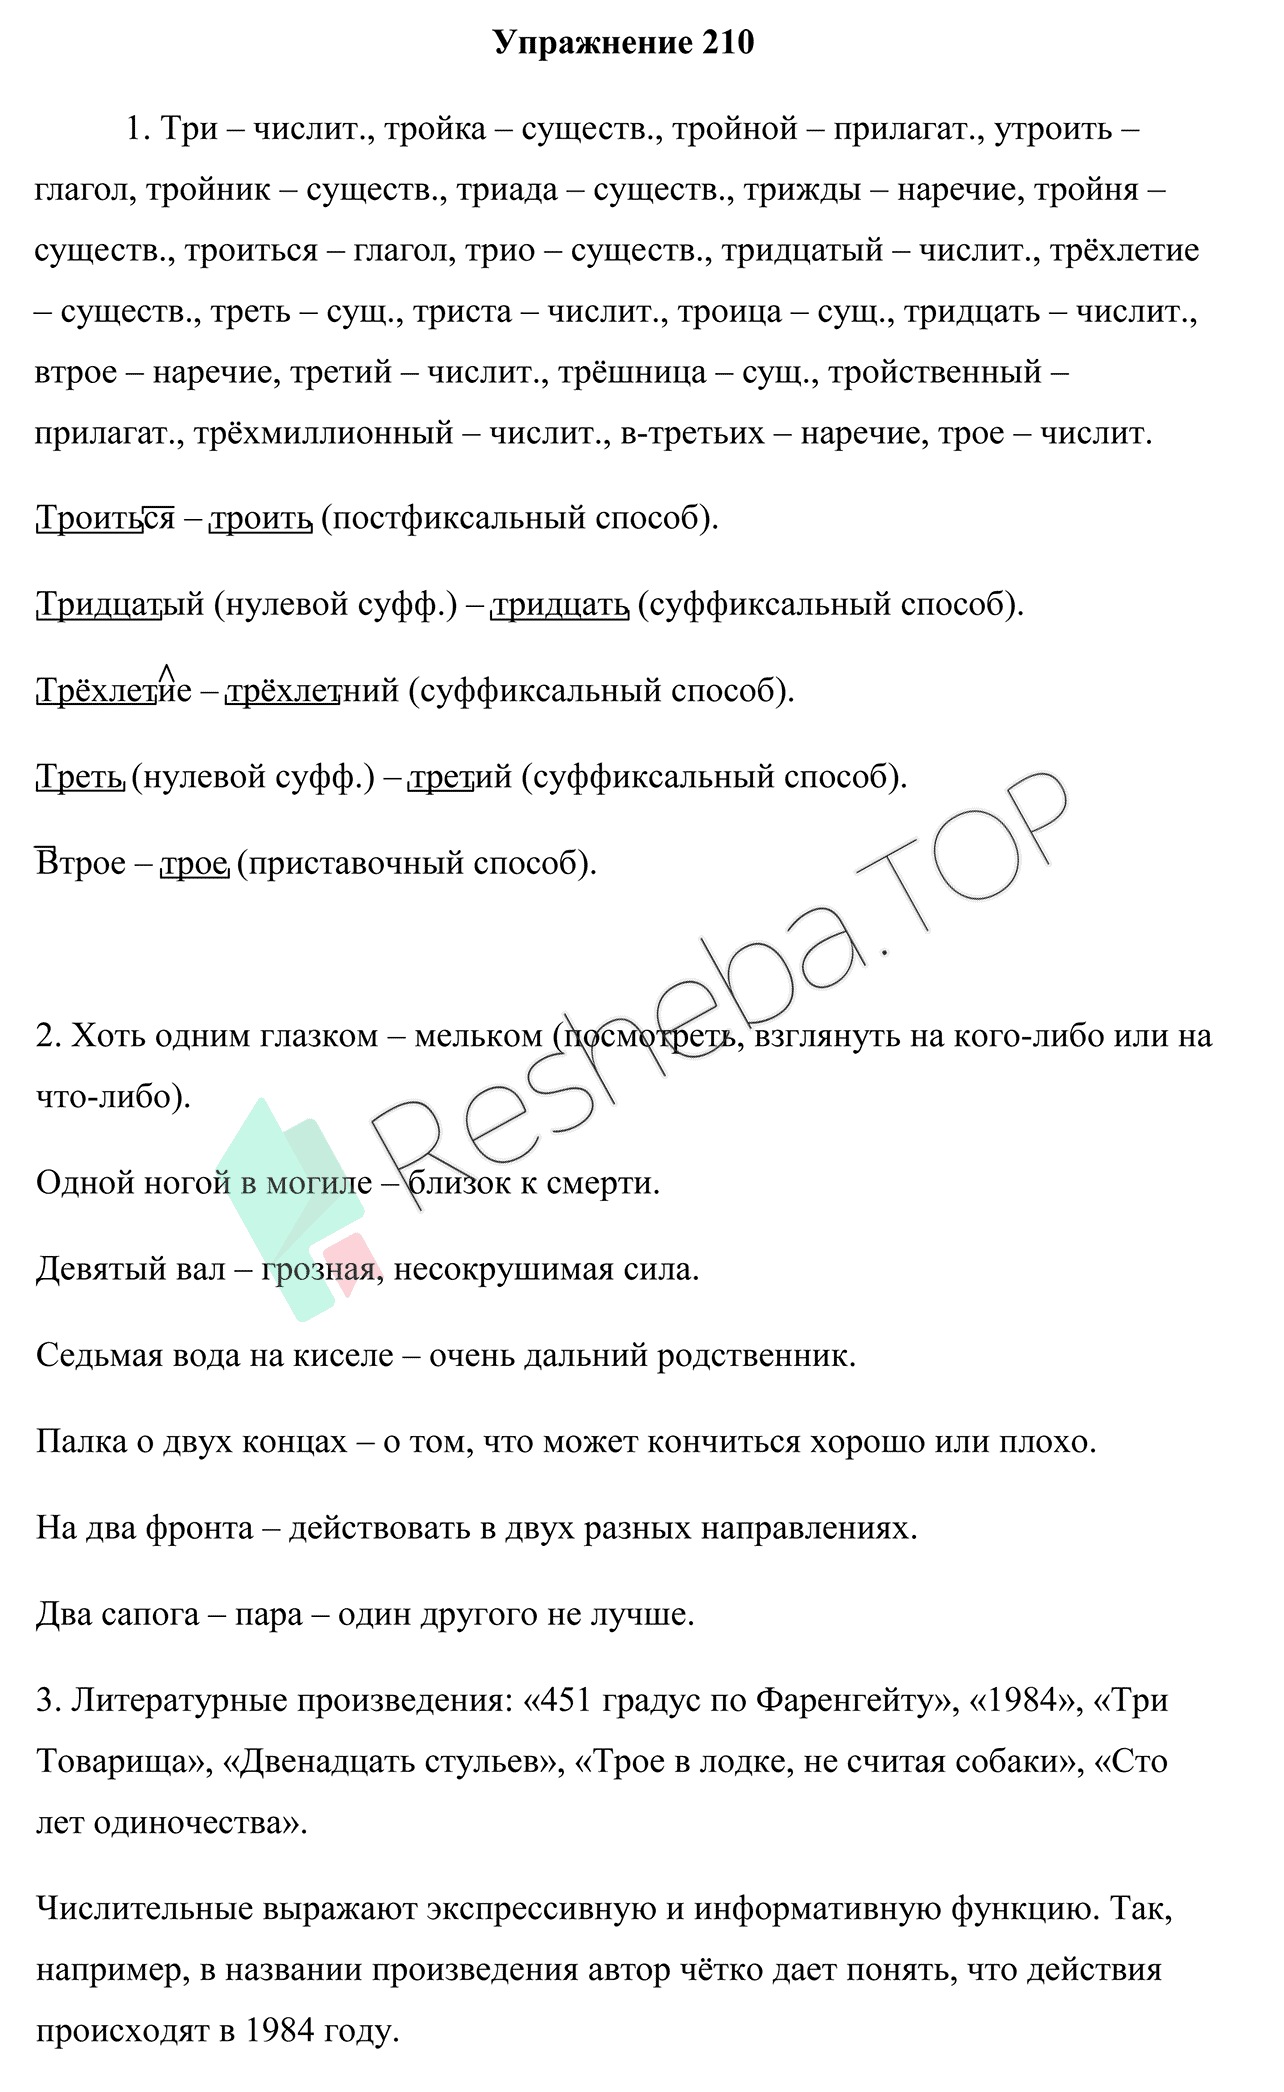 Упражнение 210
1. Три – числит., тройка – существ., тройной – прилагат., утроить –
глагол, тройник – существ., триада – существ., трижды – наречие, тройня –
существ., троиться – глагол, трио – существ., тридцатый – числит., трёхлетие
– существ., треть – сущ., триста – числит., троица – сущ., тридцать – числит.,
втрое – наречие, третий – числит., трёшница – сущ., тройственный –
прилагат., трёхмиллионный – числит., в-третьих – наречие, трое – числит.
Троиться – троить (постфиксальный способ).
Тридцатый (нулевой суфф.) – тридцать (суффиксальный способ).
Трёхлетие – трёхлетний (суффиксальный способ).
Треть (нулевой суфф.) – третий (суффиксальный способ).
Втрое – трое (приставочный способ).
Resheba.TOP
2. Хоть одним глазком – мельком (посмотреть, взглянуть на кого-либо или на
что-либо).
Одной ногой в могиле – близок к смерти.
Девятый вал – грозная, несокрушимая сила.
Седьмая вода на киселе – очень дальний родственник.
Палка о двух концах – о том, что может кончиться хорошо или плохо.
На два фронта – действовать в двух разных направлениях.
Два сапога – пара – один другого не лучше.
3. Литературные произведения: «451 градус по Фаренгейту», «1984», «Три
Товарища», «Двенадцать стульев», «Трое в лодке, не считая собаки», «Сто
лет одиночества».
Числительные выражают экспрессивную и информативную функцию. Так,
например, в названии произведения автор чётко дает понять, что действия
происходят в 1984 году.